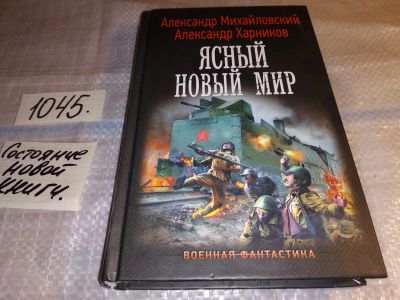 Александр Михайловский
Александр Харников
ЯСНЫЙ
НОВЫЙ МИР
ВОЕННАЯ ФАНТАСТИКА
1045.
Состояние
новой
книги.